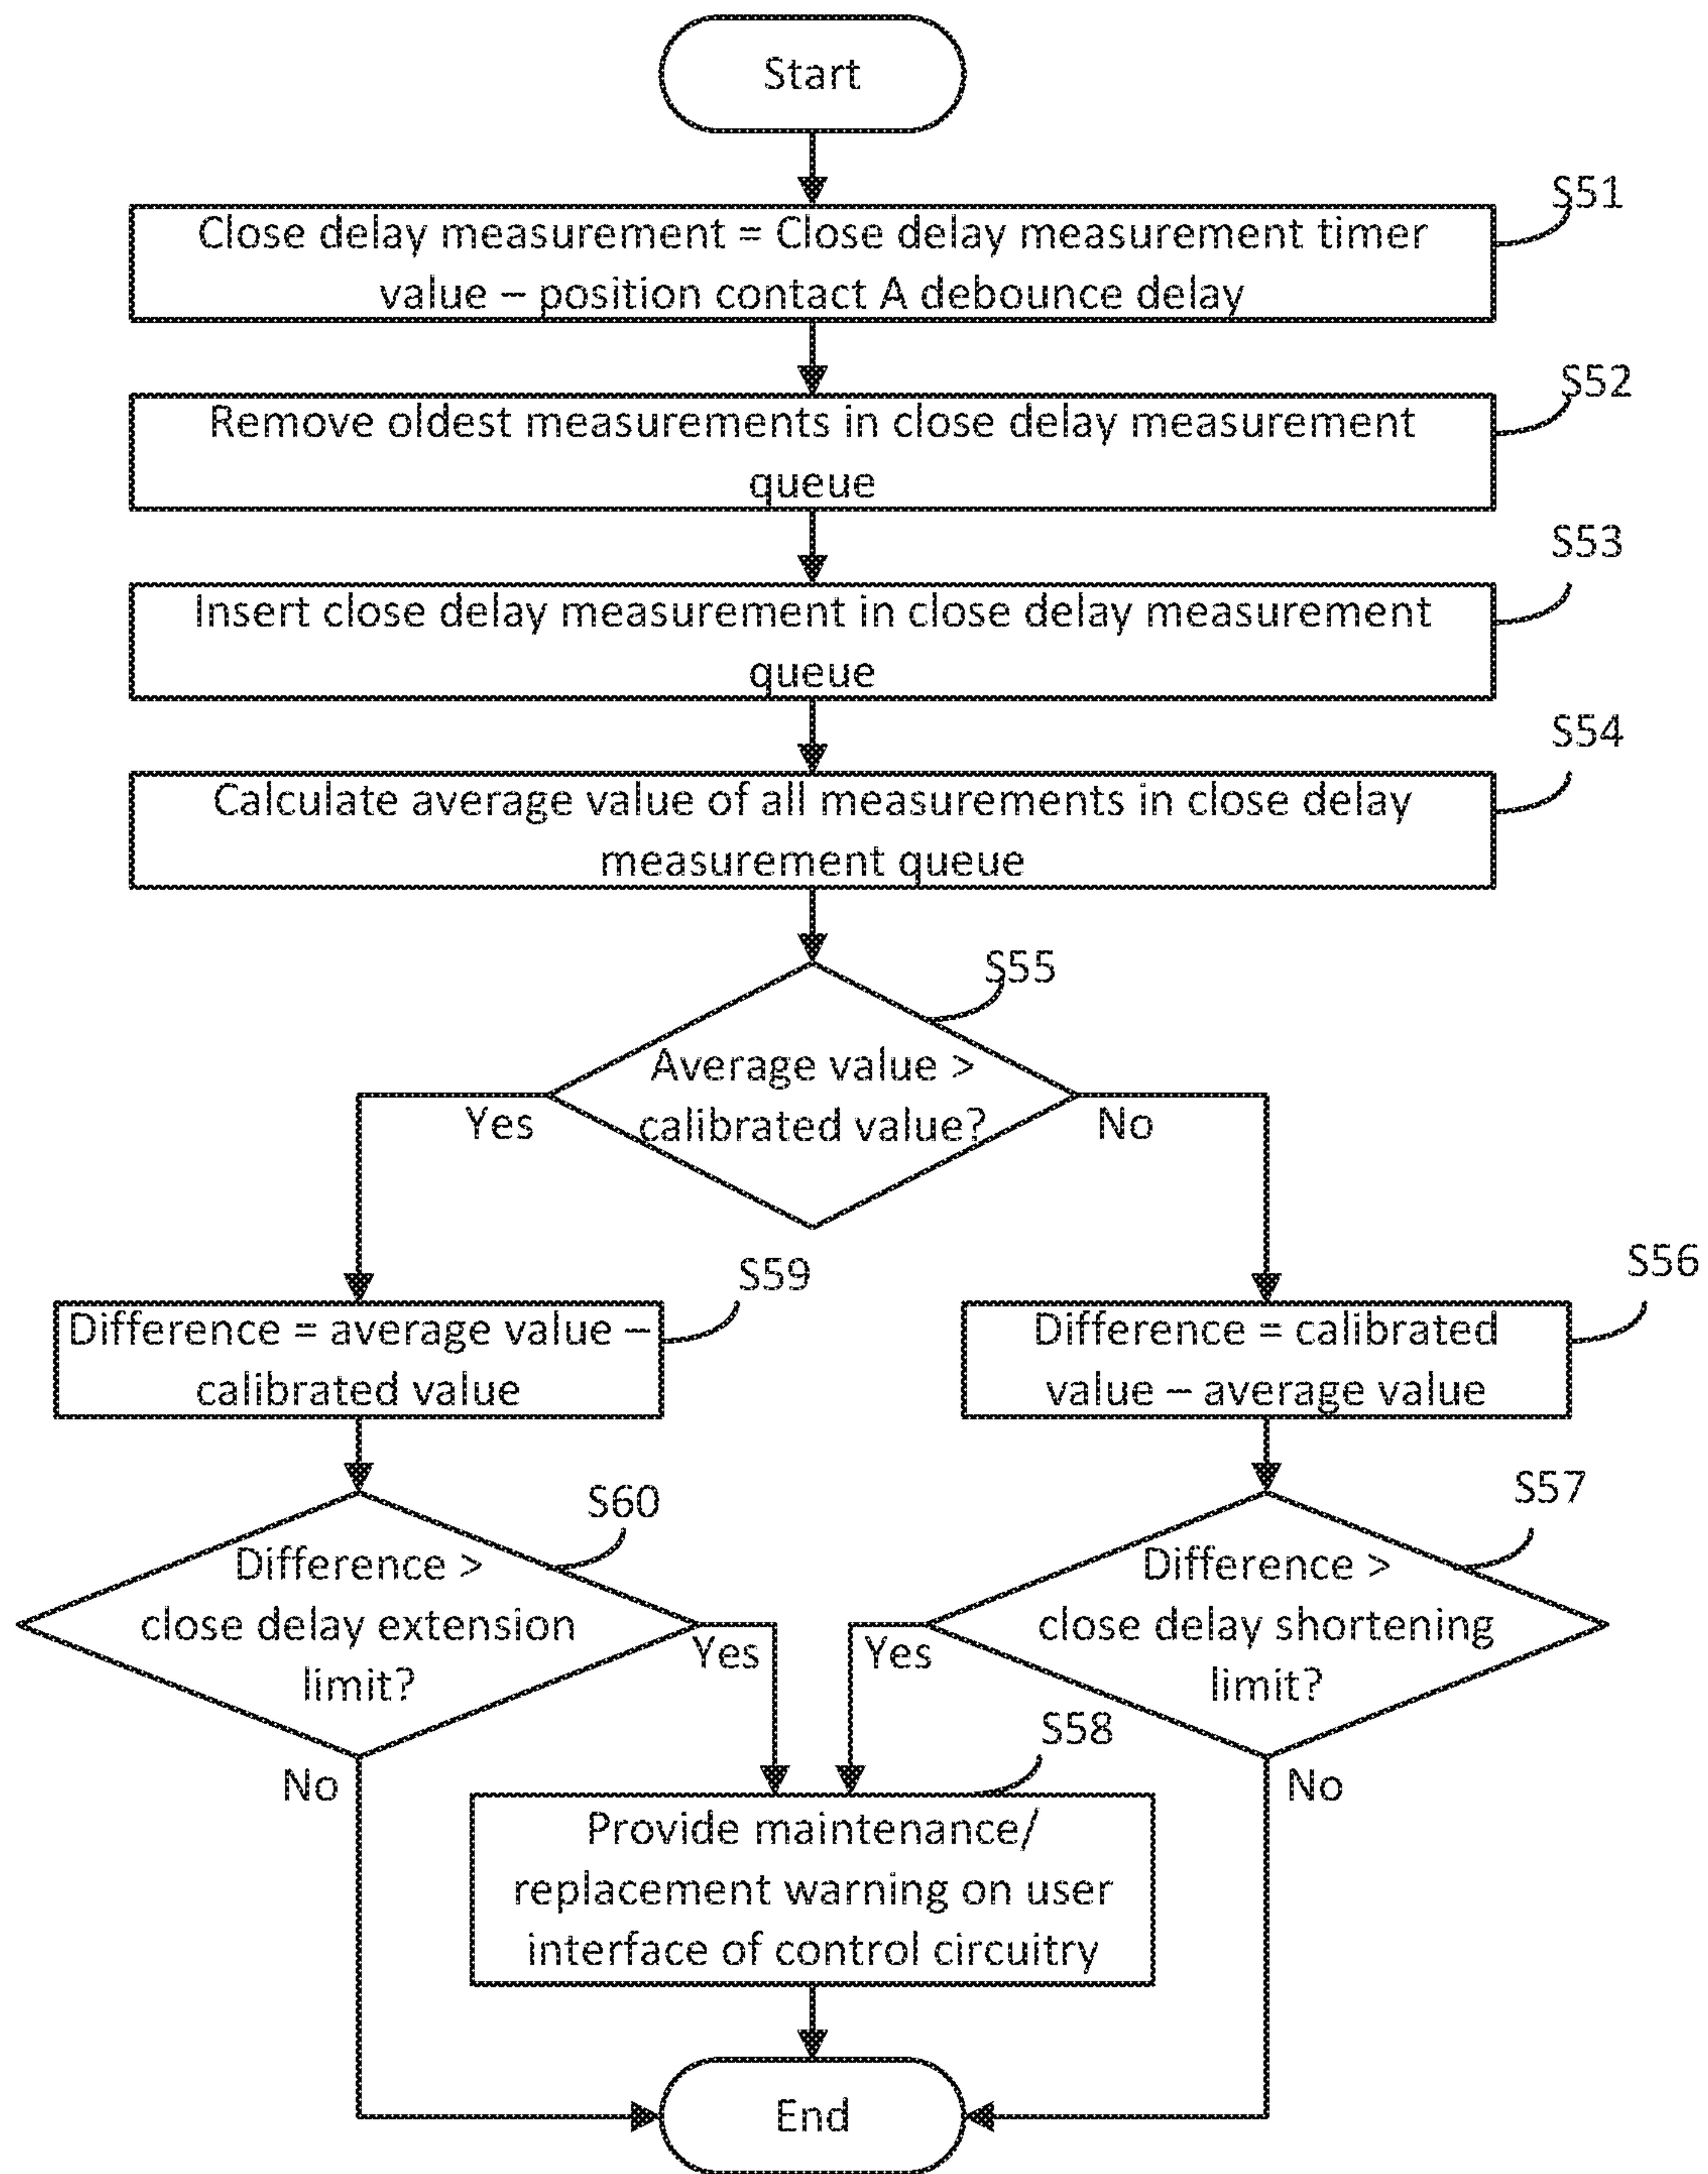 Start
S51
Close delay measurement = Close delay measurement timer
value – position contact A debounce delay
S52
Remove oldest measurements in close delay measurement
queue
S53
Insert close delay measurement in close delay measurement
queue
S54
Calculate average value of all measurements in close delay
measurement queue
S55
Average value >
calibrated value?
Yes
No
S59
Difference = average value –
calibrated value
S56
Difference = calibrated
value – average value
S60
Difference >
close delay extension
limit?
Yes
No
S57
Difference >
close delay shortening
limit?
Yes
No
S58
Provide maintenance/
replacement warning on user
interface of control circuitry
End